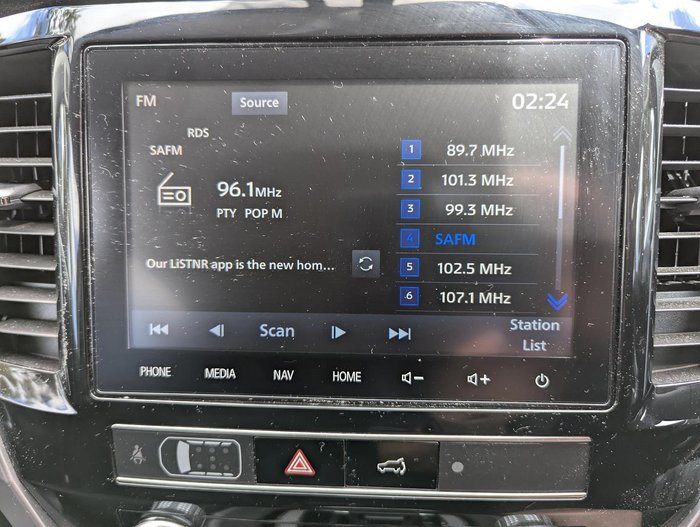 FM
Source
02:24
RDS
SAFM
96.1MHz
PTY POP M
Our LiSTNR app is the new hom...
1 89.7 MHz
2 101.3 MHz
3 99.3 MHz
4 SAFM
5 102.5 MHz
6 107.1 MHz
Scan
Station
List
PHONE MEDIA NAV HOME